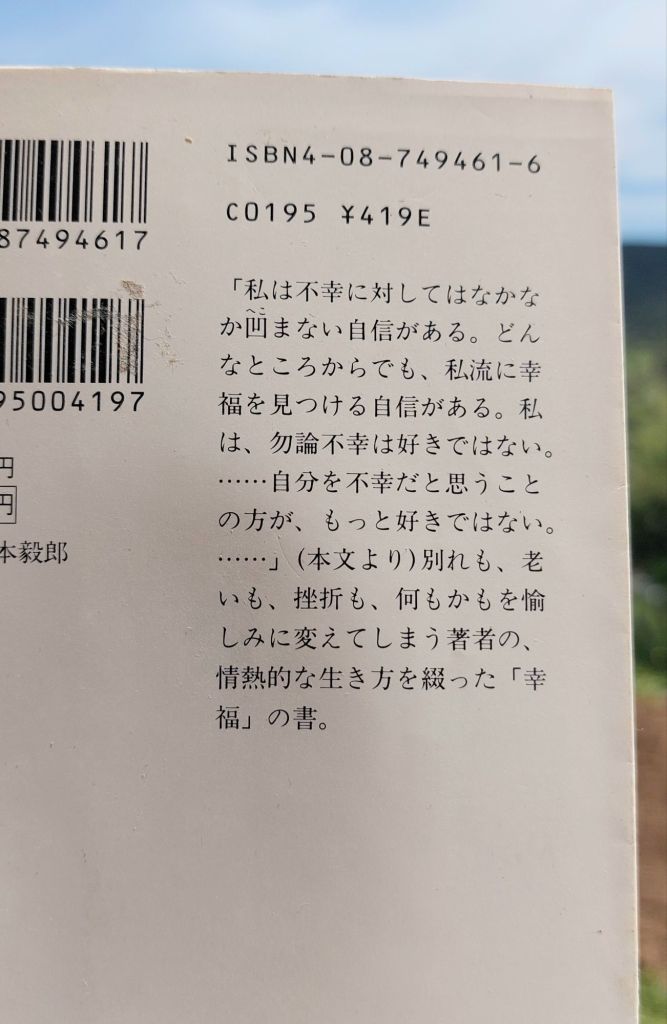 ISBN4-08-749461-6
C0195 ¥419E
87494617
95004197
円
円
本毅郎
「私は不幸に対してはなかな
へこ
か凹まない自信がある。どん
なところからでも、私流に幸
福を見つける自信がある。私
は、勿論不幸は好きではない。
……自分を不幸だと思うこと
の方が、もっと好きではない。
……」(本文より)別れも、老
いも、挫折も、何もかもを愉
しみに変えてしまう著者の、
情熱的な生き方を綴った「幸
福」の書。